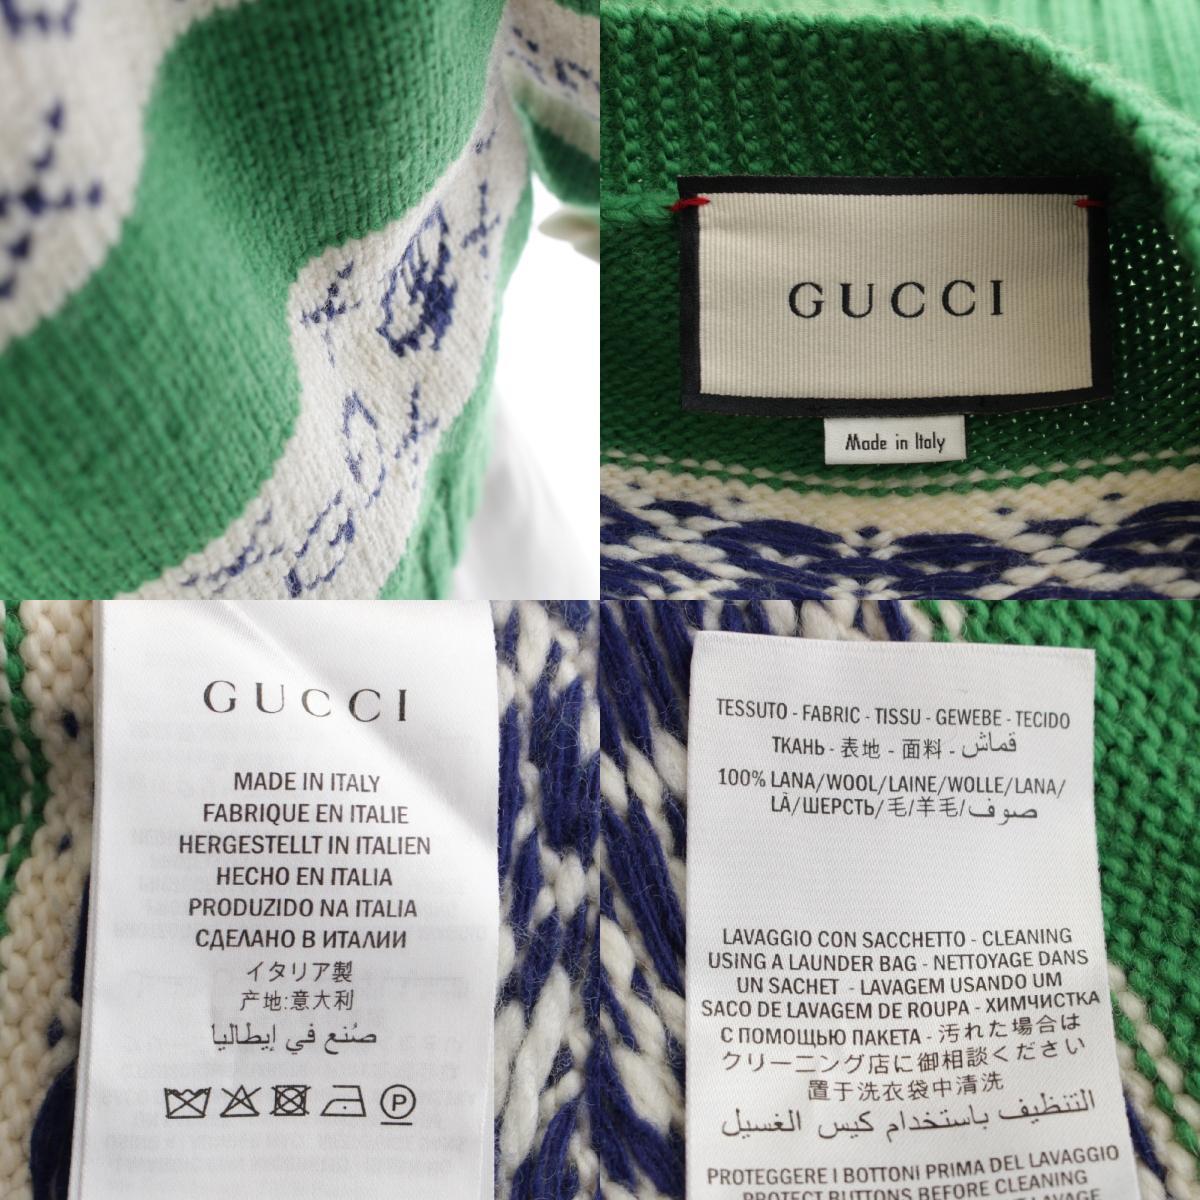 GUCCI
Made in Italy
GUCCI
MADE IN ITALY
FABRIQUE EN ITALIE
HERGESTELLT IN ITALIEN
HECHO EN ITALIA
PRODUZIDO NA ITALIA
СДЕЛАНО В ИТАЛИИ
イタリア製
产地:意大利
صُنع في إيطاليا
P
TESSUTO - FABRIC - TISSU - GEWEBE - TECIDO
ТКАНЬ - 表地 - 面料 - قماش
100% LANA/WOOL/LAINE/WOLLE/LANA/
LÃ/ШЕРСТЬ/毛/羊毛/صوف
LAVAGGIO CON SACCHETTO - CLEANING
USING A LAUNDER BAG - NETTOYAGE DANS
UN SACHET - LAVAGEM USANDO UM
SACO DE LAVAGEM DE ROUPA - ХИМЧИСТКА
С ПОМОЩЬЮ ПАКЕТА - 汚れた場合は
クリーニング店に御相談ください
置于洗衣袋中清洗
التنظيف باستخدام كيس الغسيل
PROTEGGERE I BOTTONI PRIMA DEL LAVAGGIO
PROTECT BUTTONS BEFORE CLEANING